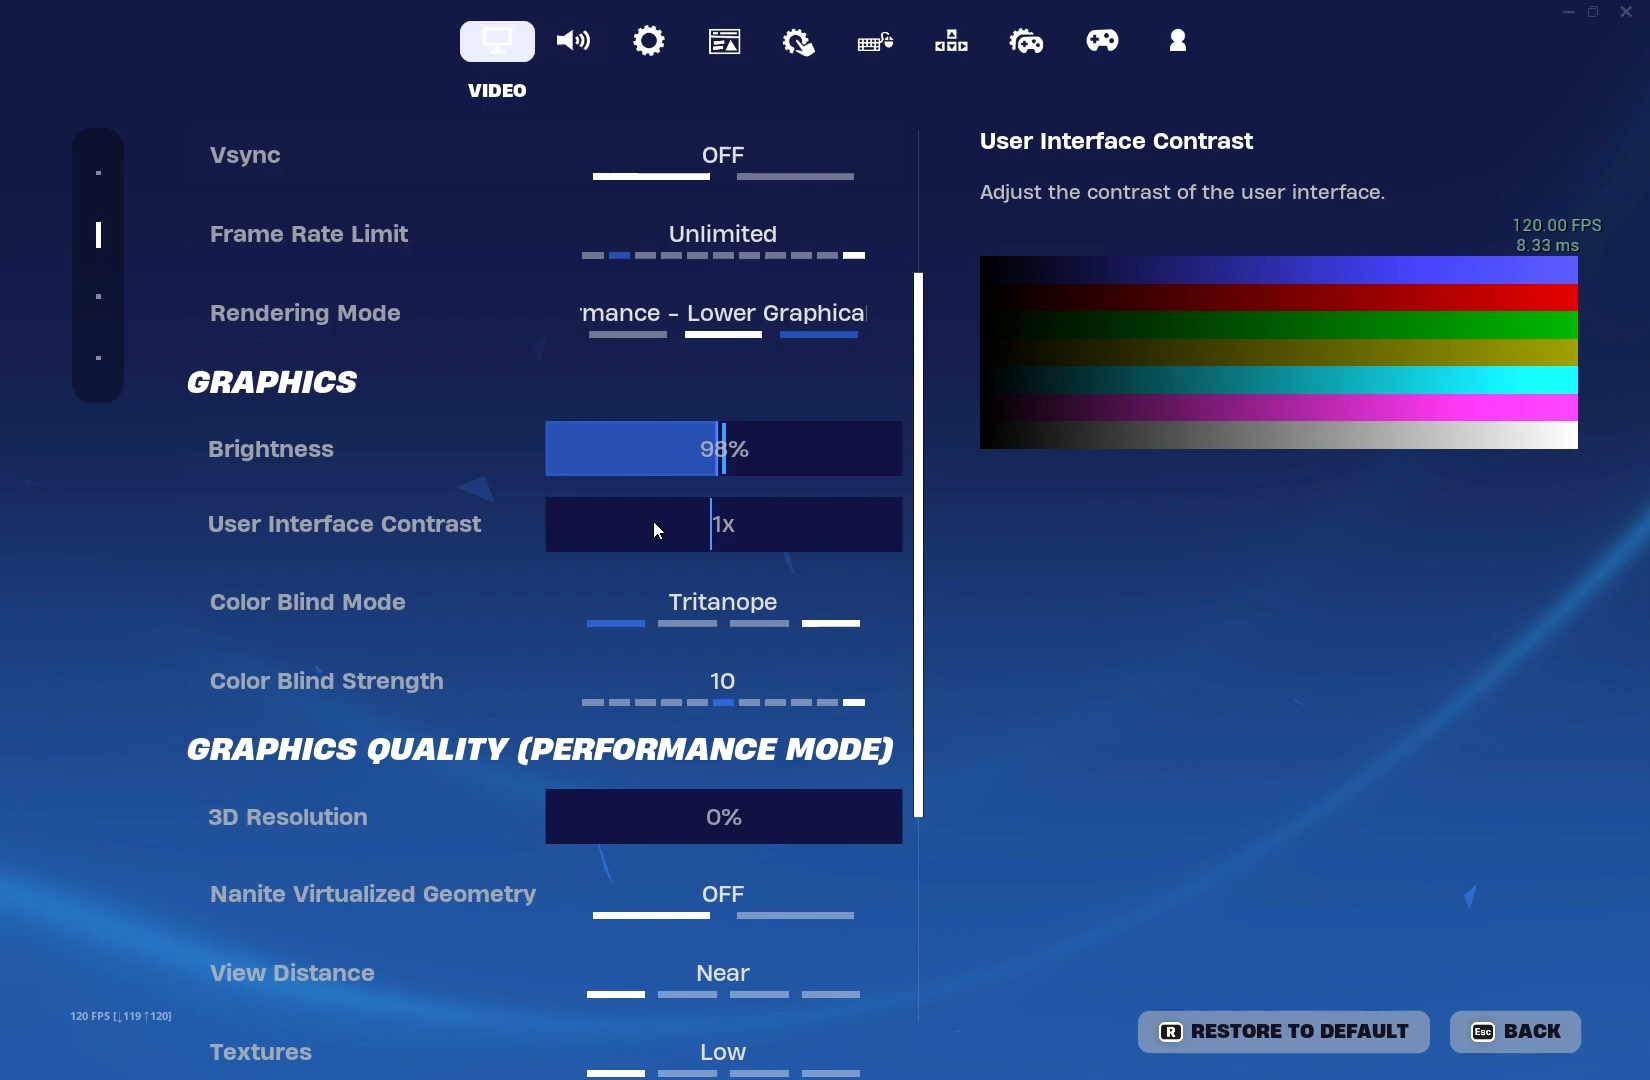 VIDEO
Vsync
OFF
Frame Rate Limit
Unlimited
Rendering Mode
rmance - Lower Graphical
GRAPHICS
Brightness
98%
User Interface Contrast
1x
Color Blind Mode
Tritanope
Color Blind Strength
10
GRAPHICS QUALITY (PERFORMANCE MODE)
3D Resolution
0%
Nanite Virtualized Geometry
OFF
View Distance
Near
Textures
Low
User Interface Contrast
Adjust the contrast of the user interface.
120.00 FPS
8.33 ms
120 FPS [↓119 ↑120]
R RESTORE TO DEFAULT
Esc BACK